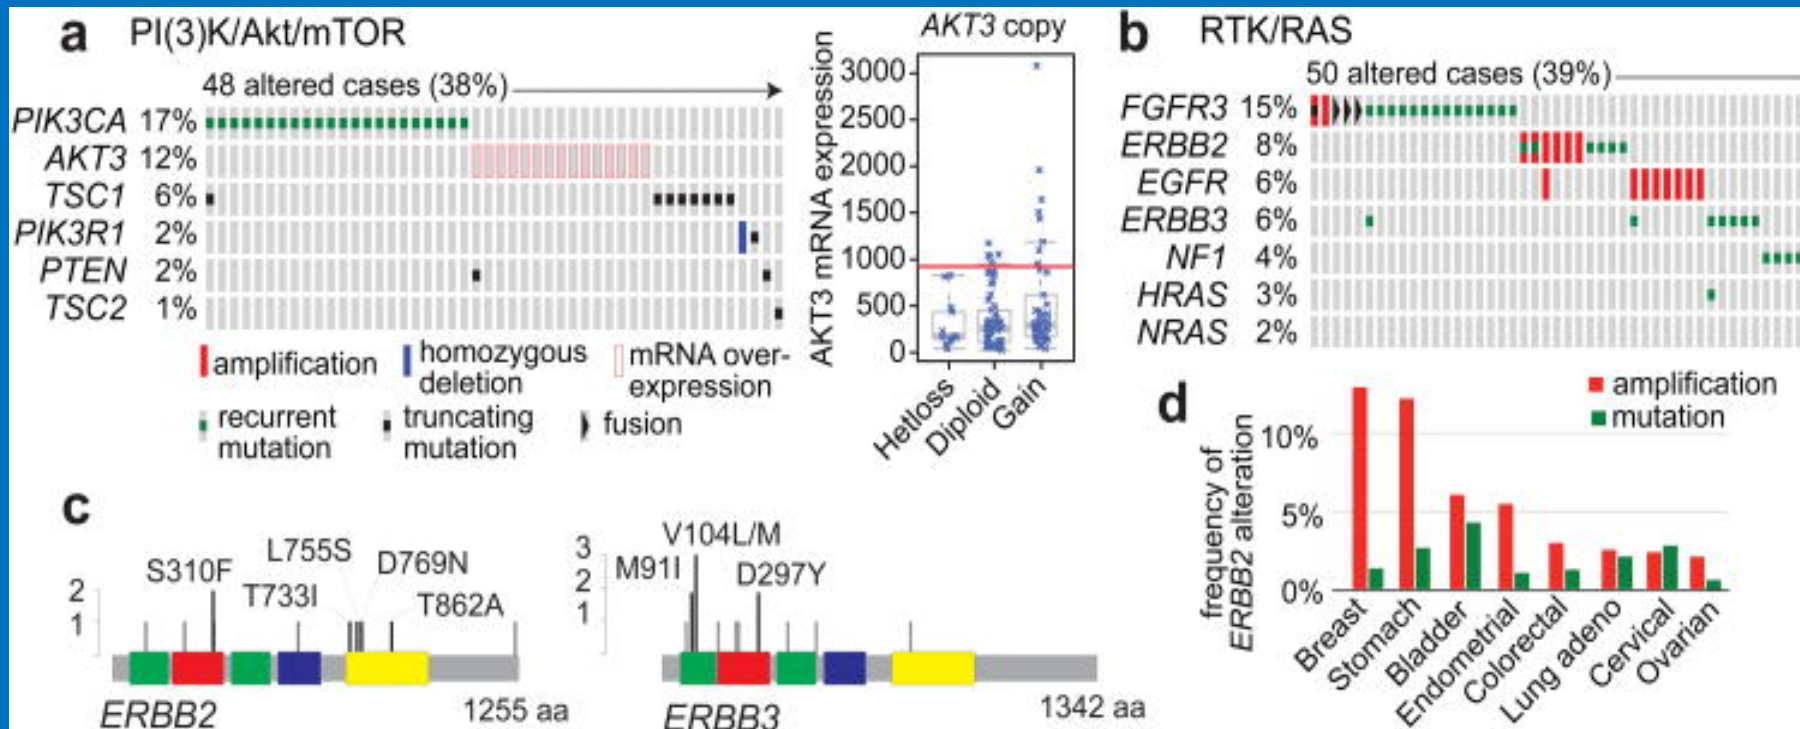 a PI(3)K/Akt/mTOR
48 altered cases (38%)
PIK3CA 17%
AKT3 12%
TSC1 6%
PIK3R1 2%
PTEN 2%
TSC2 1%
amplification
homozygous
deletion
mRNA over-
expression
recurrent
mutation
truncating
mutation
fusion
AKT3 copy
AKT3 mRNA expression
3000
2500
2000
1500
1000
500
0
Hetloss
Diploid
Gain
b RTK/RAS
50 altered cases (39%)
FGFR3 15%
ERBB2 8%
EGFR 6%
ERBB3 6%
NF1 4%
HRAS 3%
NRAS 2%
c
2
1
S310F
L755S
T733I
D769N
T862A
ERBB2
1255 aa
3
2
1
V104L/M
M91I
D297Y
ERBB3
1342 aa
d
amplification
mutation
frequency of
ERBB2 alteration
10%
5%
0%
Breast
Stomach
Bladder
Endometrial
Colorectal
Lung adeno
Cervical
Ovarian